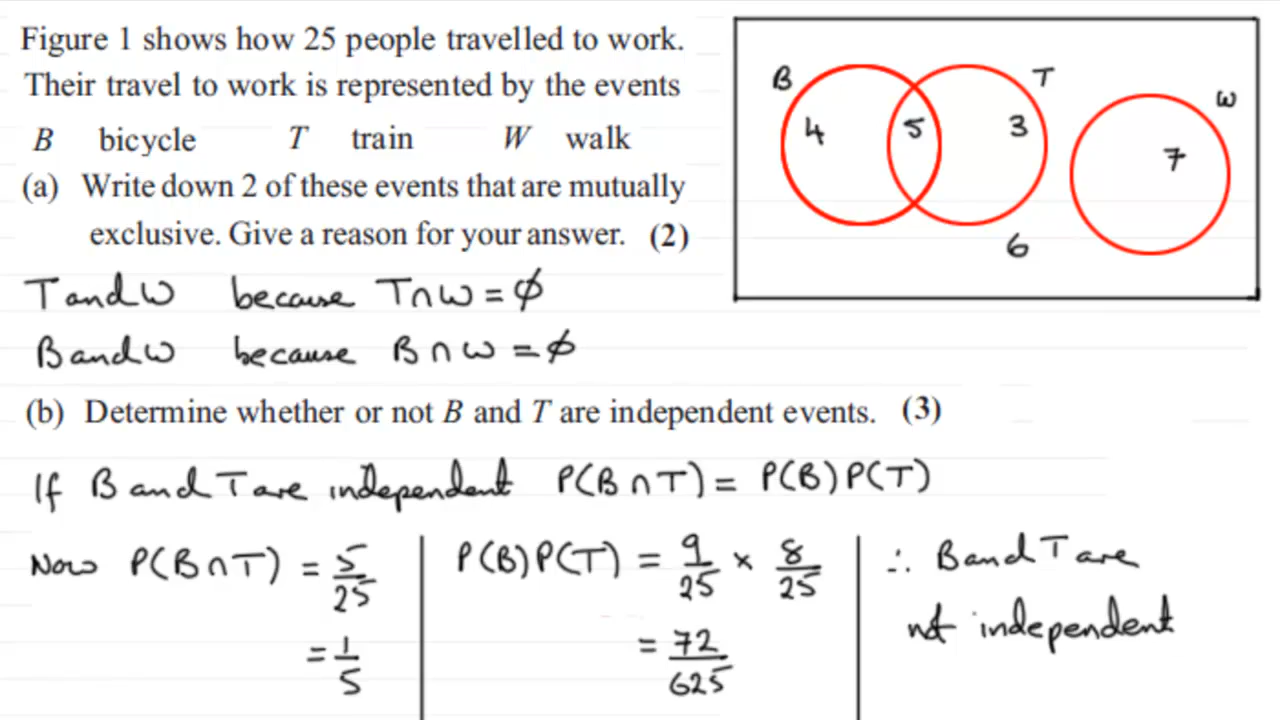 Figure 1 shows how 25 people travelled to work.
Their travel to work is represented by the events
B bicycle T train W walk
(a) Write down 2 of these events that are mutually
exclusive. Give a reason for your answer. (2)
B T W
4 5 3 7
6
T and W because T∩W = ϕ
B and W because B∩W = ϕ
(b) Determine whether or not B and T are independent events. (3)
If B and T are independent P(B∩T) = P(B)P(T)
Now P(B∩T) = 5/25
= 1/5
P(B)P(T) = 9/25 × 8/25
= 72/625
∴ B and T are
not independent